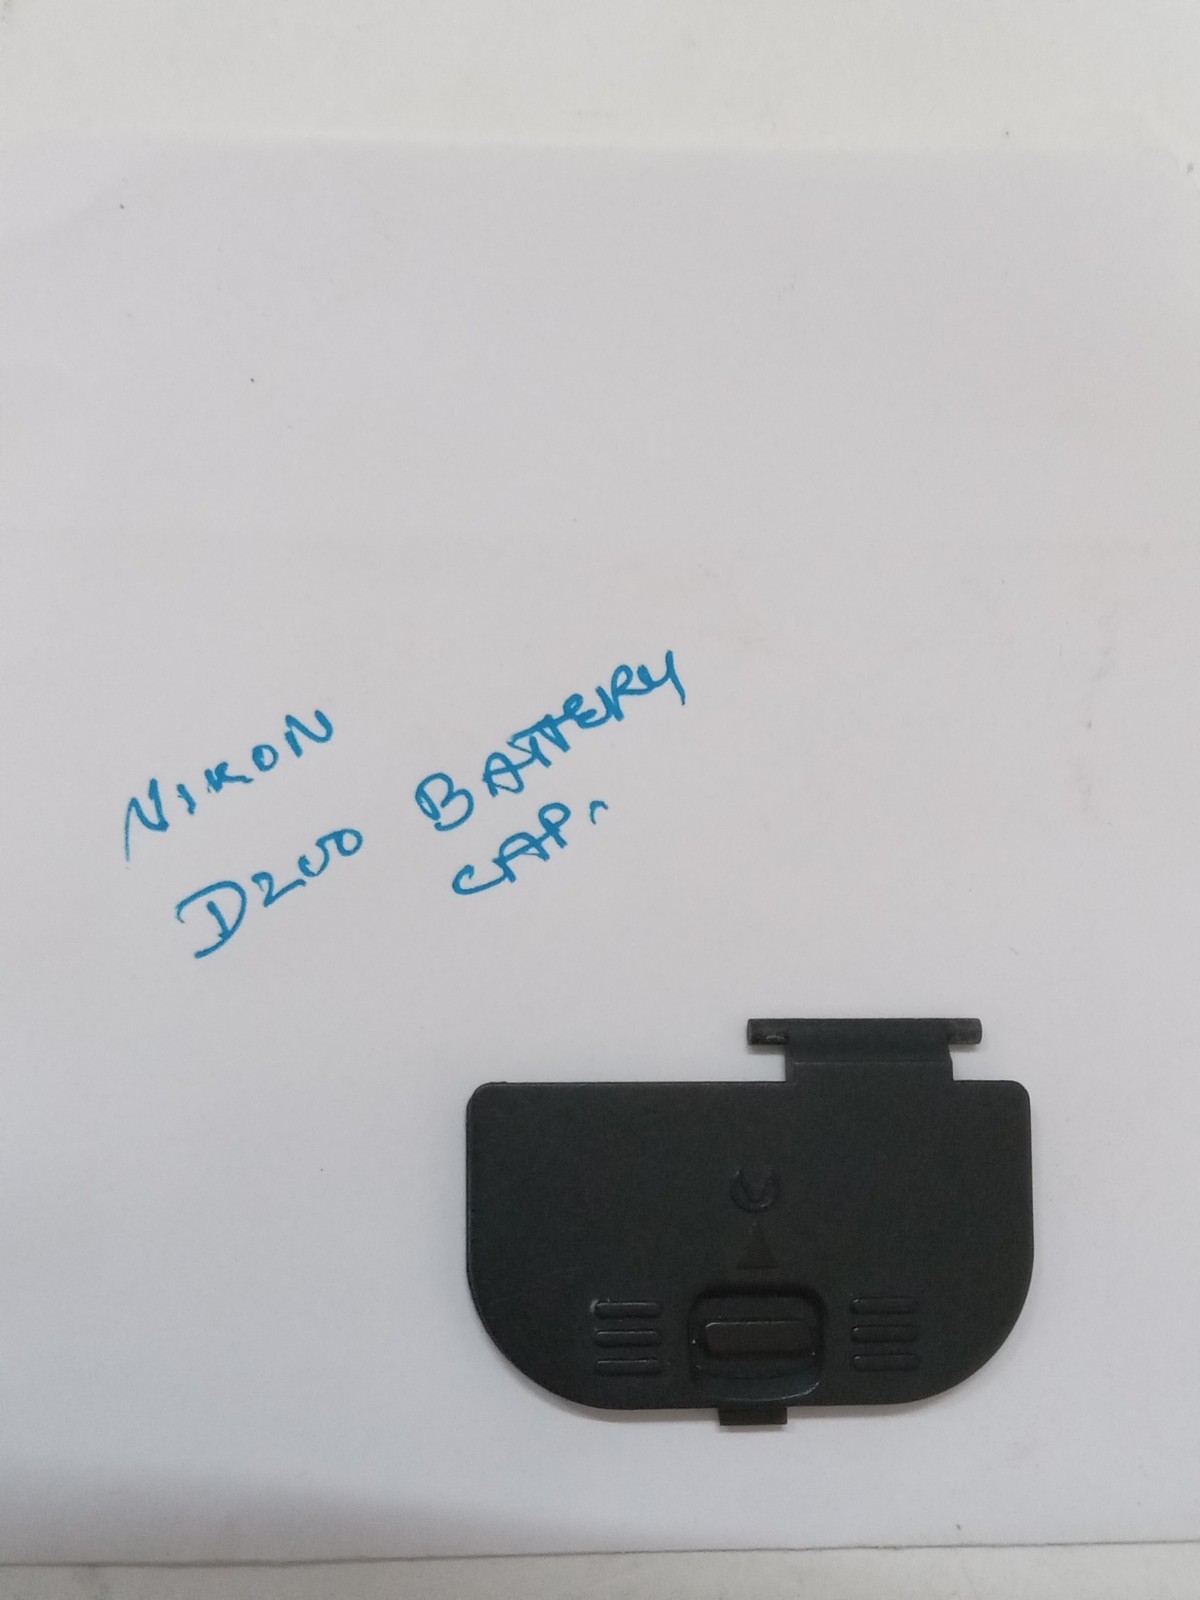 NIKON
D200 BATTERY
CAP.